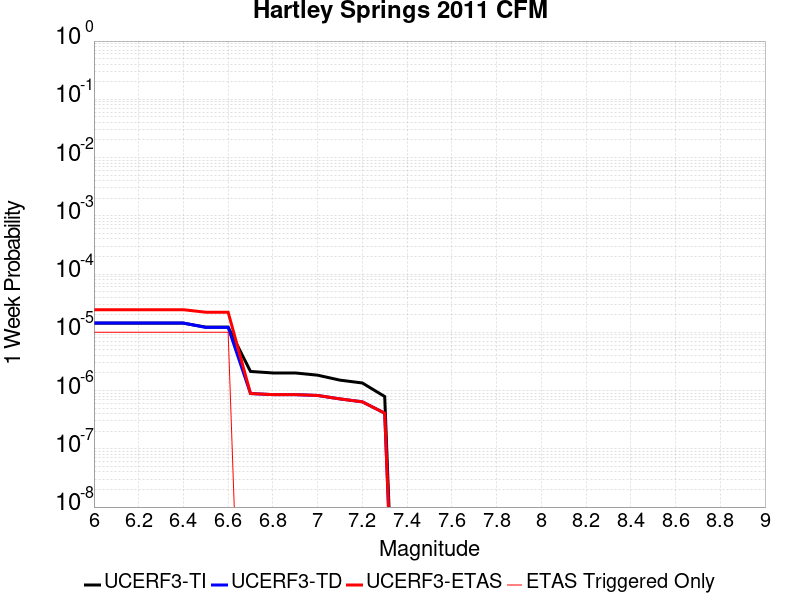 Hartley Springs 2011 CFM
10^0
10^-1
10^-2
10^-3
10^-4
10^-5
10^-6
10^-7
10^-8
1 Week Probability
6 6.2 6.4 6.6 6.8 7 7.2 7.4 7.6 7.8 8 8.2 8.4 8.6 8.8 9
Magnitude
UCERF3-TI UCERF3-TD UCERF3-ETAS ETAS Triggered Only